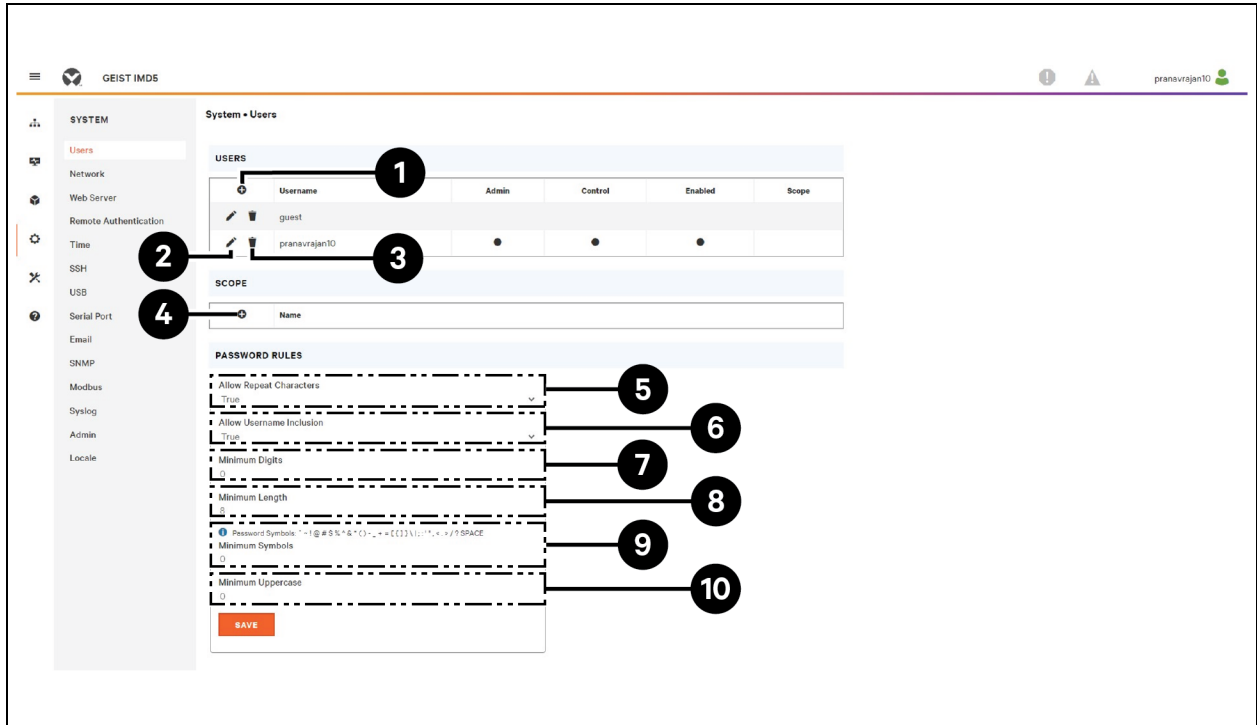 GEIST IMD5
pranavrajan10
SYSTEM
Users
Network
Web Server
Remote Authentication
Time
SSH
USB
Serial Port
Email
SNMP
Modbus
Syslog
Admin
Locale
System • Users
USERS
Username Admin Control Enabled Scope
guest
pranavrajan10
SCOPE
Name
PASSWORD RULES
Allow Repeat Characters
True
Allow Username Inclusion
True
Minimum Digits
0
Minimum Length
8
Password Symbols: ` ~ ! @ # $ % ^ & * ( ) - _ + = [ { ] } \ | ; : ' " , < . > / ? SPACE
Minimum Symbols
0
Minimum Uppercase
0
SAVE
1
2
3
4
5
6
7
8
9
10